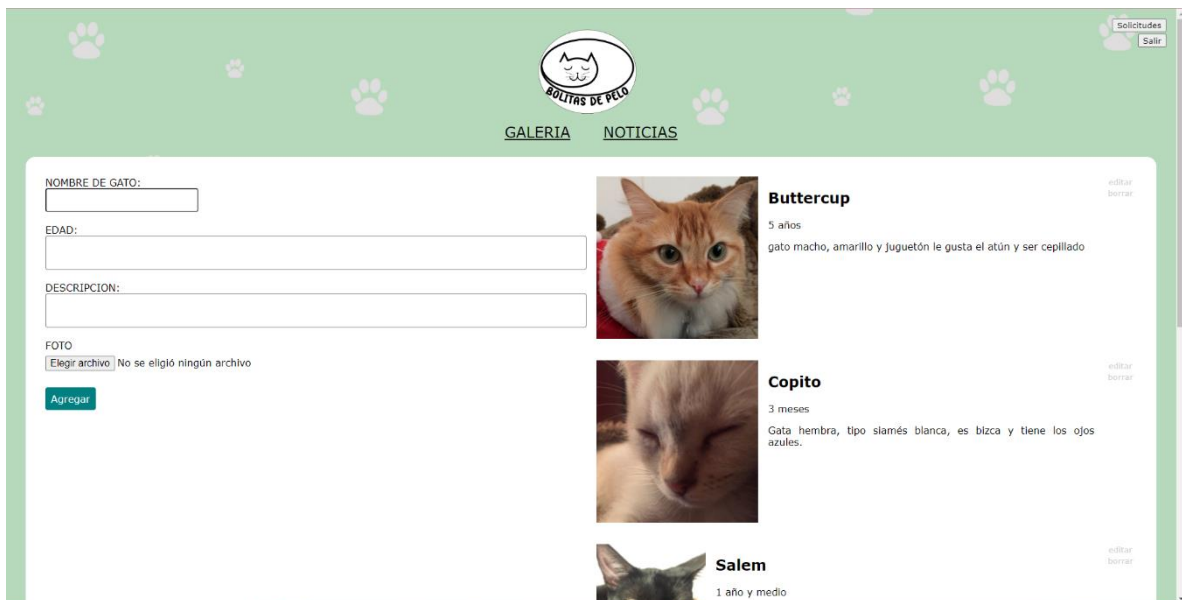 Solicitudes
Salir
BOLITAS DE PELO
GALERIA NOTICIAS
NOMBRE DE GATO:
EDAD:
DESCRIPCION:
FOTO
Elegir archivo No se eligió ningún archivo
Agregar
editar
borrar
Buttercup
5 años
gato macho, amarillo y juguetón le gusta el atún y ser cepillado
editar
borrar
Copito
3 meses
Gata hembra, tipo siamés blanca, es bizca y tiene los ojos
azules.
editar
borrar
Salem
1 año y medio